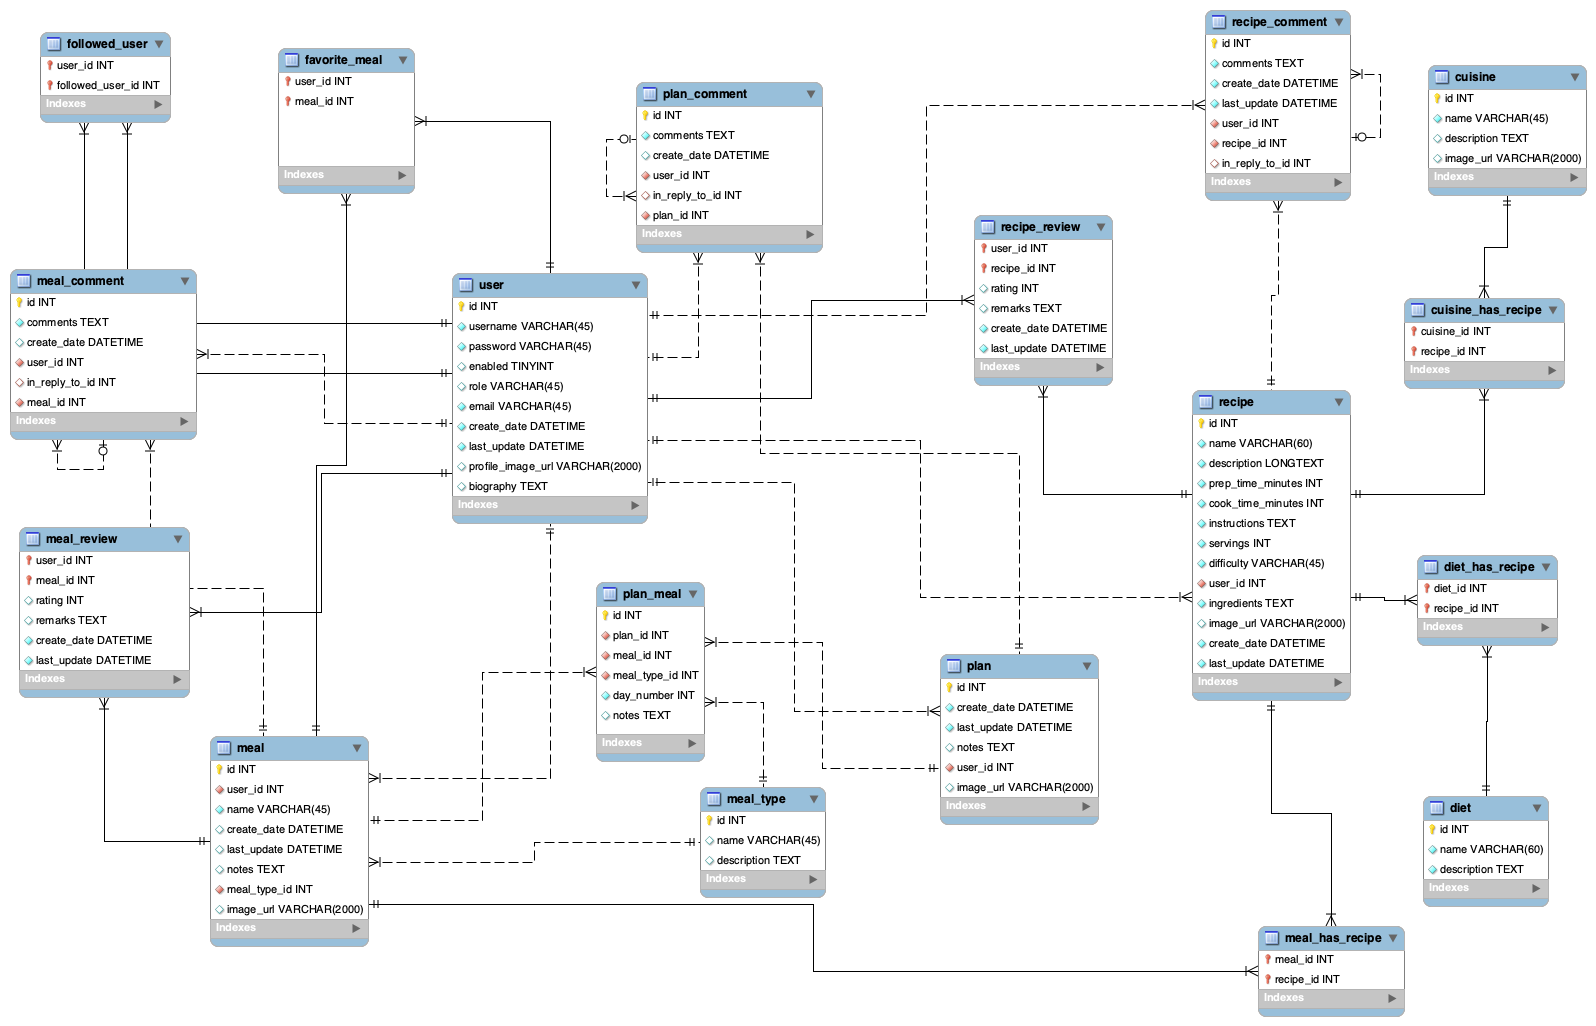 followed_user
user_id INT
followed_user_id INT
Indexes
favorite_meal
user_id INT
meal_id INT
Indexes
plan_comment
id INT
comments TEXT
create_date DATETIME
user_id INT
in_reply_to_id INT
plan_id INT
Indexes
recipe_comment
id INT
comments TEXT
create_date DATETIME
last_update DATETIME
user_id INT
recipe_id INT
in_reply_to_id INT
Indexes
cuisine
id INT
name VARCHAR(45)
description TEXT
image_url VARCHAR(2000)
Indexes
meal_comment
id INT
comments TEXT
create_date DATETIME
user_id INT
in_reply_to_id INT
meal_id INT
Indexes
user
id INT
username VARCHAR(45)
password VARCHAR(45)
enabled TINYINT
role VARCHAR(45)
email VARCHAR(45)
create_date DATETIME
last_update DATETIME
profile_image_url VARCHAR(2000)
biography TEXT
Indexes
recipe_review
user_id INT
recipe_id INT
rating INT
remarks TEXT
create_date DATETIME
last_update DATETIME
Indexes
cuisine_has_recipe
cuisine_id INT
recipe_id INT
Indexes
recipe
id INT
name VARCHAR(60)
description LONGTEXT
prep_time_minutes INT
cook_time_minutes INT
instructions TEXT
servings INT
difficulty VARCHAR(45)
user_id INT
ingredients TEXT
image_url VARCHAR(2000)
create_date DATETIME
last_update DATETIME
Indexes
meal_review
user_id INT
meal_id INT
rating INT
remarks TEXT
create_date DATETIME
last_update DATETIME
Indexes
plan_meal
id INT
plan_id INT
meal_id INT
meal_type_id INT
day_number INT
notes TEXT
Indexes
diet_has_recipe
diet_id INT
recipe_id INT
Indexes
plan
id INT
create_date DATETIME
last_update DATETIME
notes TEXT
user_id INT
image_url VARCHAR(2000)
Indexes
meal
id INT
user_id INT
name VARCHAR(45)
create_date DATETIME
last_update DATETIME
notes TEXT
meal_type_id INT
image_url VARCHAR(2000)
Indexes
meal_type
id INT
name VARCHAR(45)
description TEXT
Indexes
diet
id INT
name VARCHAR(60)
description TEXT
Indexes
meal_has_recipe
meal_id INT
recipe_id INT
Indexes